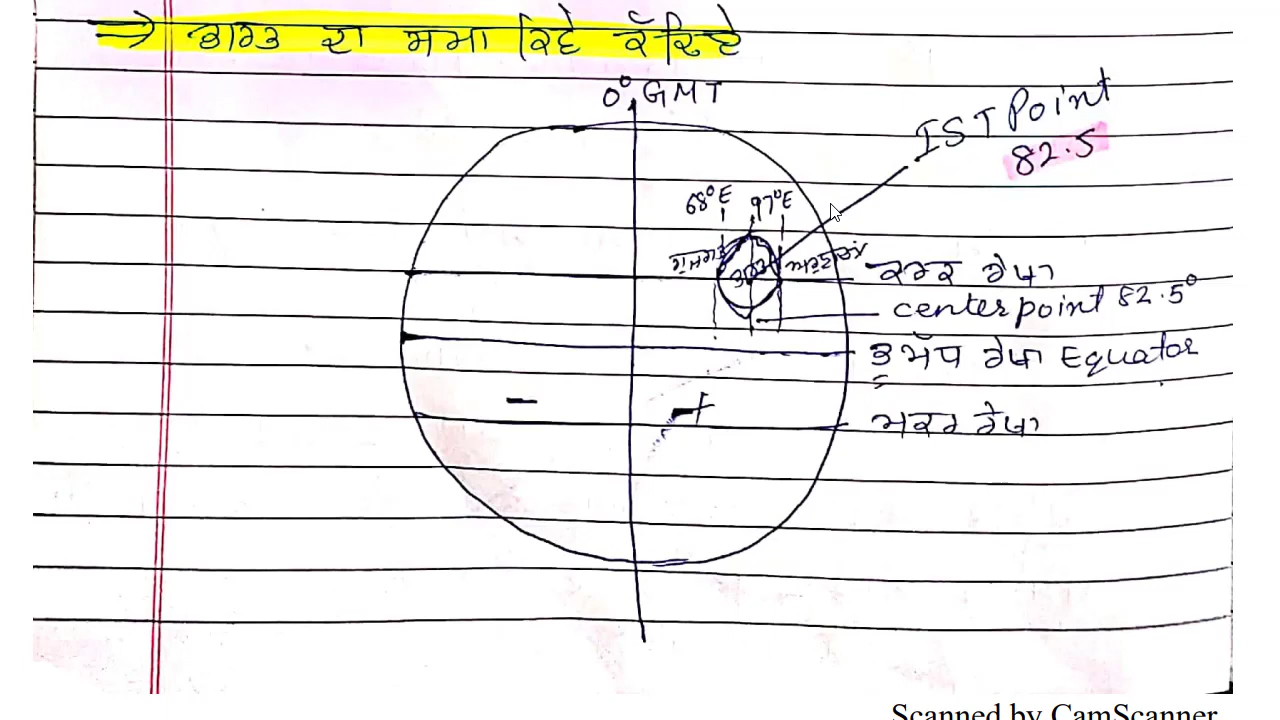 ⇒ ਭਾਰਤ ਦਾ ਸਮਾ ਕਿਵੇ ਕੱਢਿਏ
0° GMT
IST Point
82.5
68°E 97°E
ਕਰਕ ਰੇਖਾ
center point 82.5°
ਭੂ ਮੱਧ ਰੇਖਾ Equator
- +
ਮਕਰ ਰੇਖਾ
Scanned by CamScanner